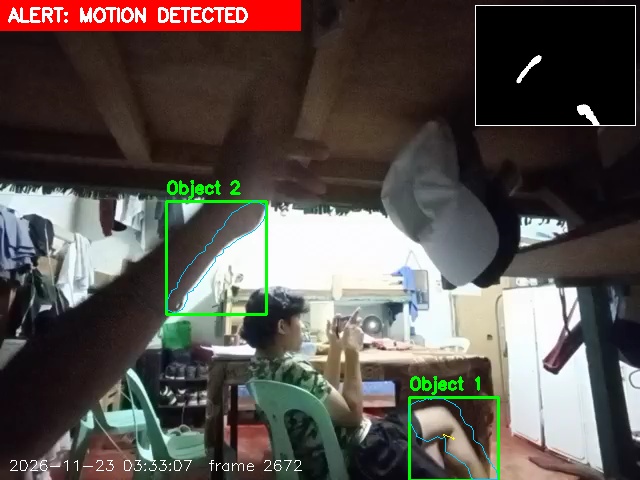 ALERT: MOTION DETECTED
Object 2
Object 1
2026-11-23 03:33:07 frame 2672